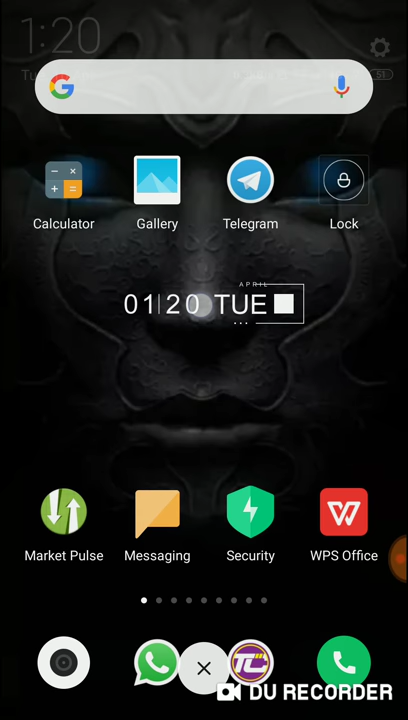 1:20
Calculator
Gallery
Telegram
Lock
APRIL
01|20 TUE
Market Pulse
Messaging
Security
WPS Office
DU RECORDER